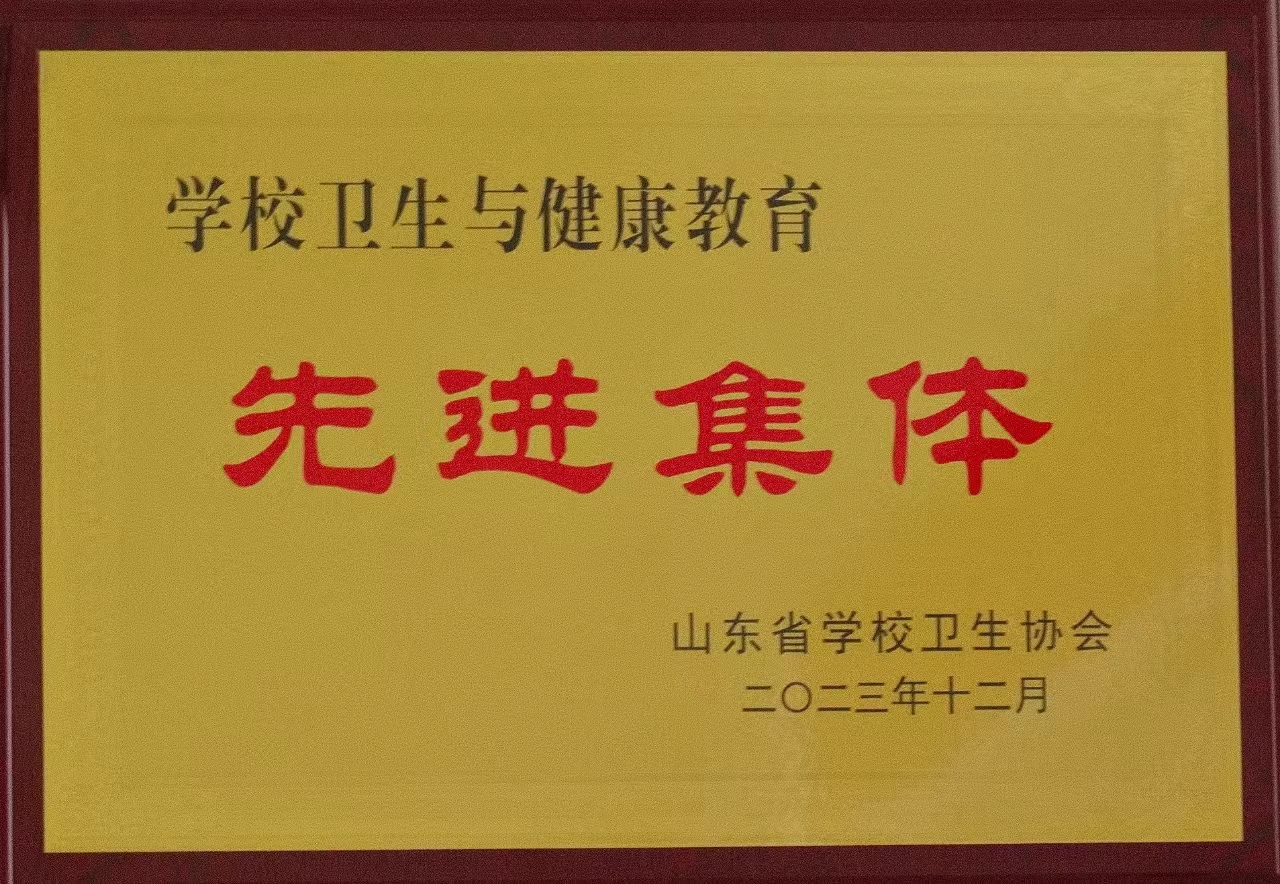 学校卫生与健康教育
先进集体
山东省学校卫生协会
二〇二三年十二月